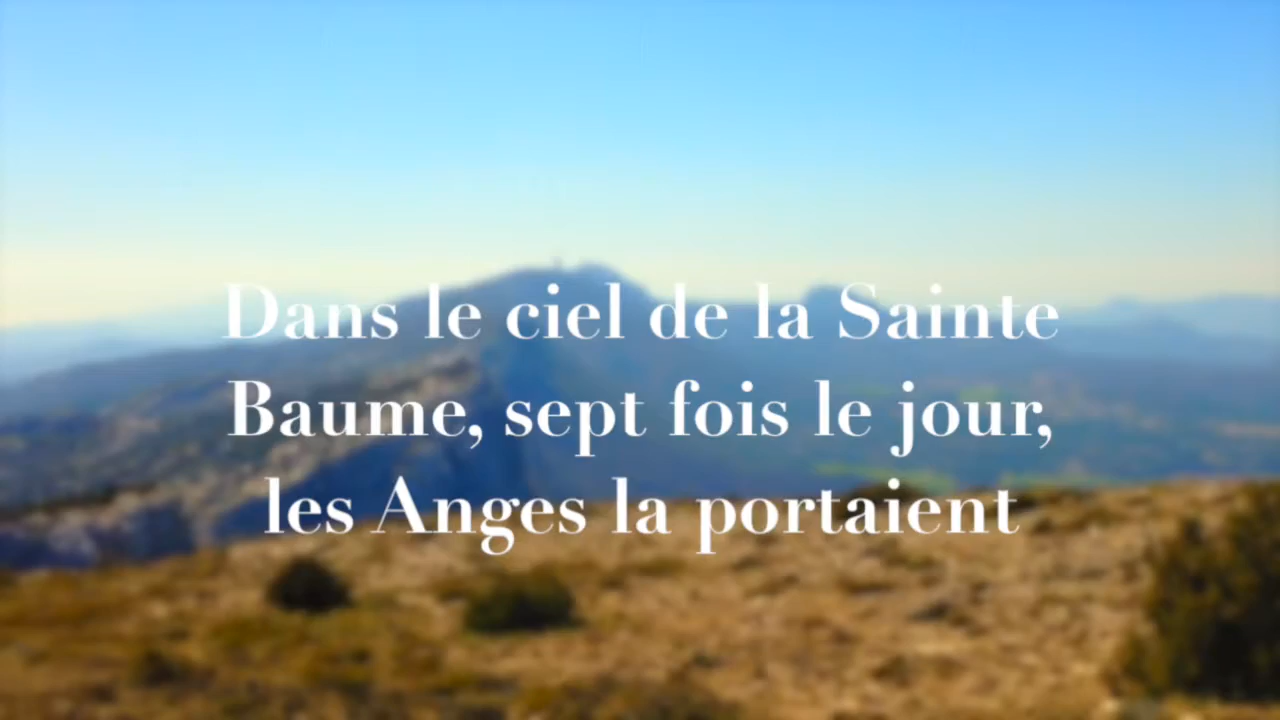 Dans le ciel de la Sainte
Baume, sept fois le jour,
les Anges la portaient